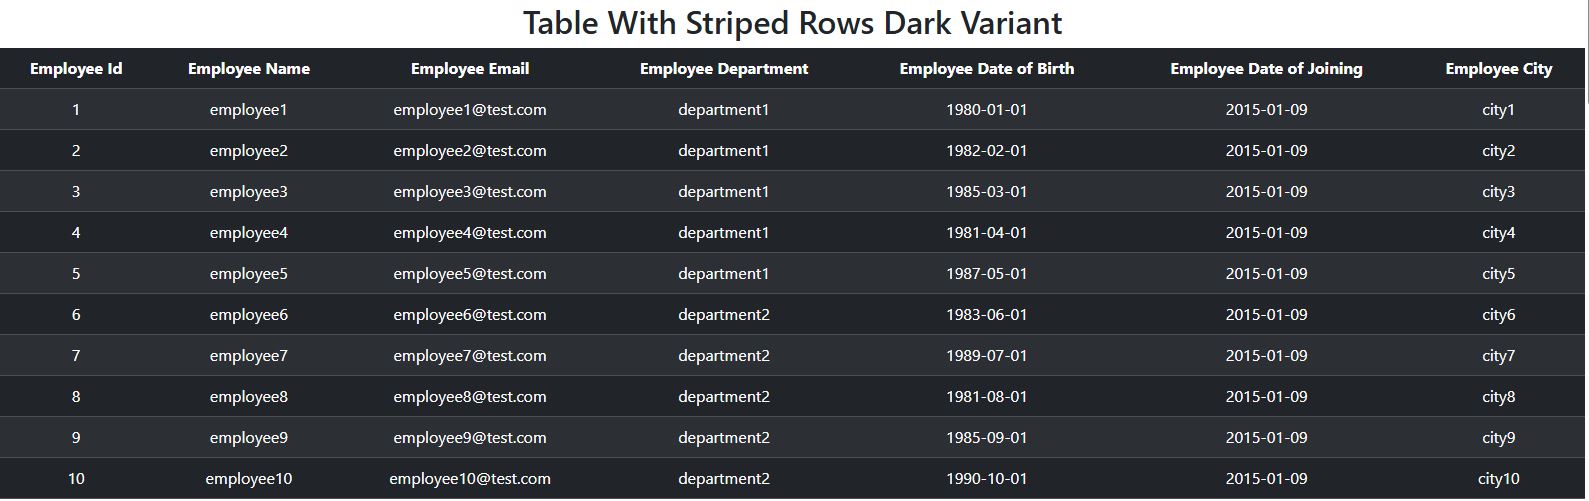 Table With Striped Rows Dark Variant
Employee Id Employee Name Employee Email Employee Department Employee Date of Birth Employee Date of Joining Employee City
1 employee1 employee1@test.com department1 1980-01-01 2015-01-09 city1
2 employee2 employee2@test.com department1 1982-02-01 2015-01-09 city2
3 employee3 employee3@test.com department1 1985-03-01 2015-01-09 city3
4 employee4 employee4@test.com department1 1981-04-01 2015-01-09 city4
5 employee5 employee5@test.com department1 1987-05-01 2015-01-09 city5
6 employee6 employee6@test.com department2 1983-06-01 2015-01-09 city6
7 employee7 employee7@test.com department2 1989-07-01 2015-01-09 city7
8 employee8 employee8@test.com department2 1981-08-01 2015-01-09 city8
9 employee9 employee9@test.com department2 1985-09-01 2015-01-09 city9
10 employee10 employee10@test.com department2 1990-10-01 2015-01-09 city10